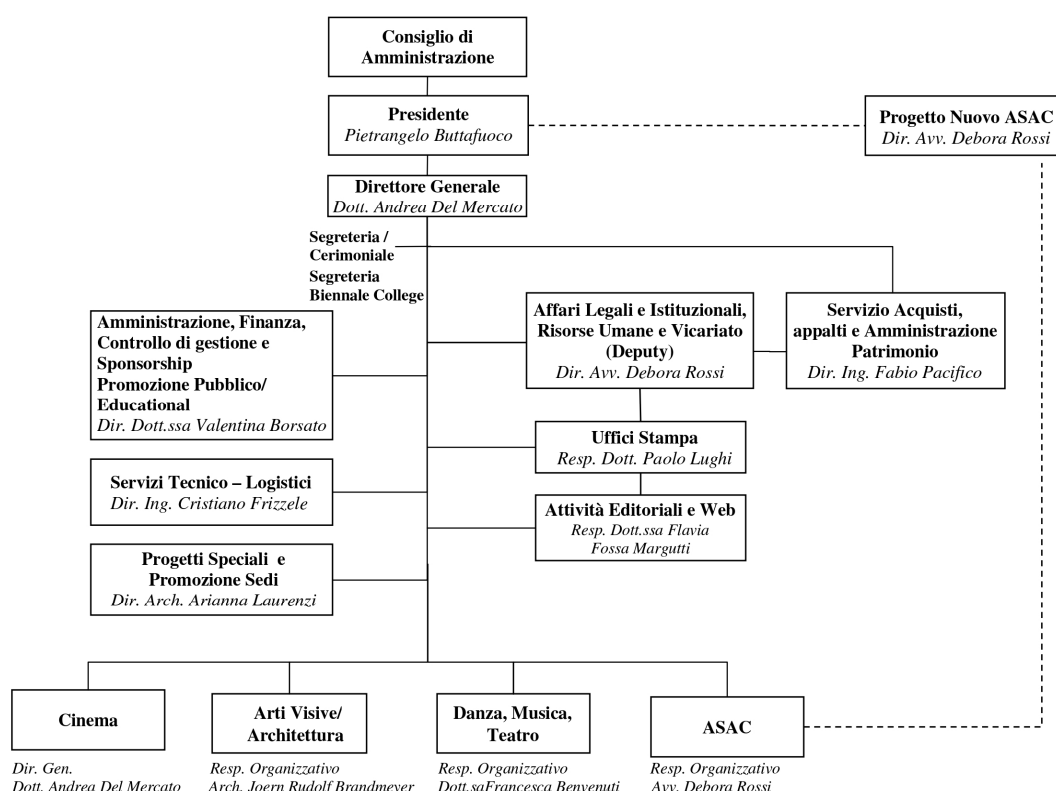 Consiglio di
Amministrazione
Presidente
Pietrangelo Buttafuoco
Progetto Nuovo ASAC
Dir. Avv. Debora Rossi
Direttore Generale
Dott. Andrea Del Mercato
Segreteria /
Cerimoniale
Segreteria
Biennale College
Affari Legali e Istituzionali,
Risorse Umane e Vicariato
(Deputy)
Dir. Avv. Debora Rossi
Servizio Acquisti,
appalti e Amministrazione
Patrimonio
Dir. Ing. Fabio Pacifico
Amministrazione, Finanza,
Controllo di gestione e
Sponsorship
Promozione Pubblico/
Educational
Dir. Dott.ssa Valentina Borsato
Uffici Stampa
Resp. Dott. Paolo Lughi
Servizi Tecnico – Logistici
Dir. Ing. Cristiano Frizzele
Attività Editoriali e Web
Resp. Dott.ssa Flavia
Fossa Margutti
Progetti Speciali e
Promozione Sedi
Dir. Arch. Arianna Laurenzi
Cinema
Dir. Gen.
Dott. Andrea Del Mercato
Arti Visive/
Architettura
Resp. Organizzativo
Arch. Joern Rudolf Brandmeyer
Danza, Musica,
Teatro
Resp. Organizzativo
Dott.saFrancesca Benvenuti
ASAC
Resp. Organizzativo
Avv. Debora Rossi